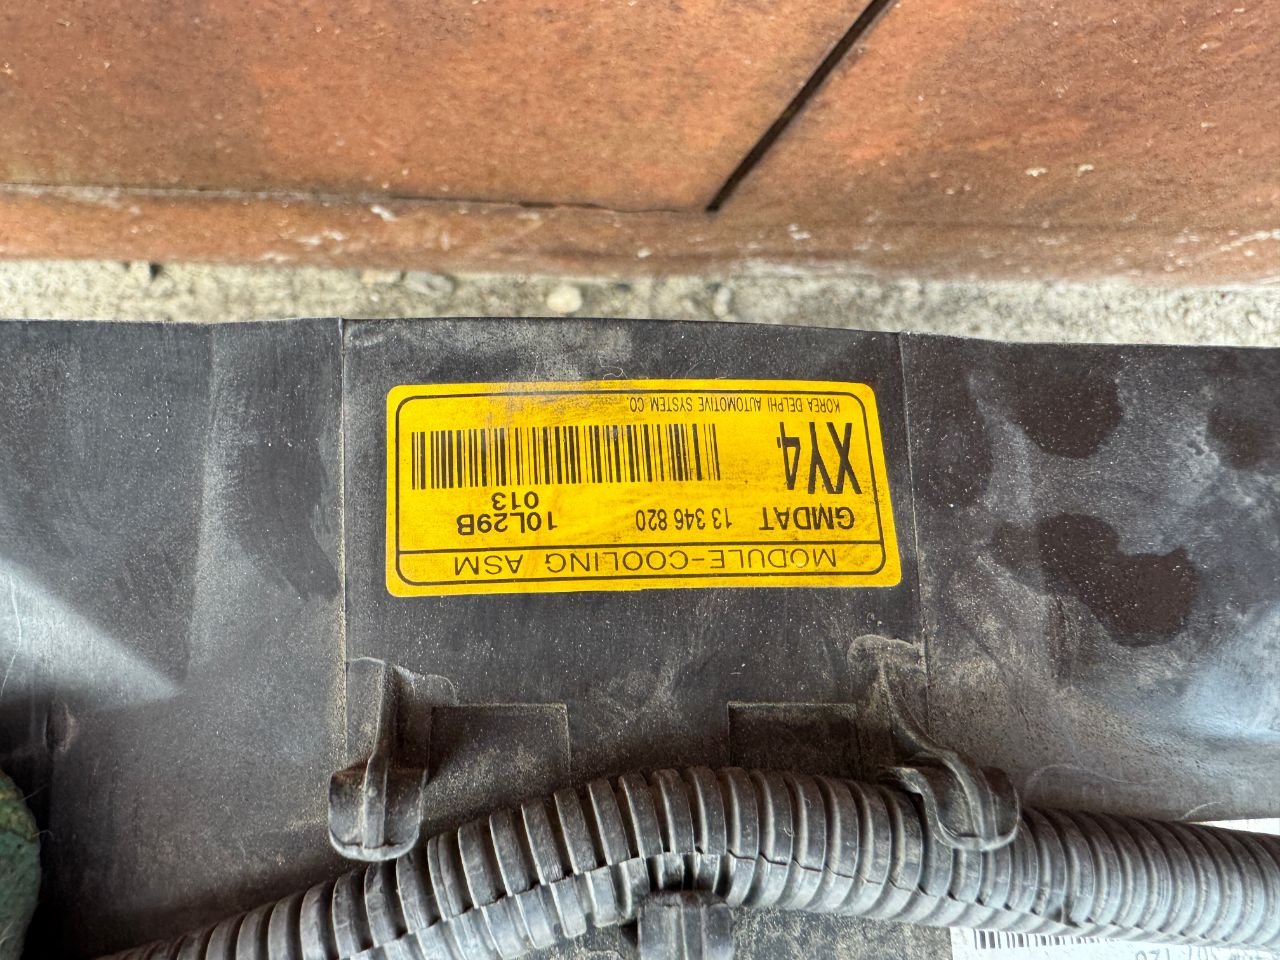 MODULE-COOLING ASM
GMDAT 13 346 820 10L29B
013
XY4
KOREA DELPHI AUTOMOTIVE SYSTEM CO.